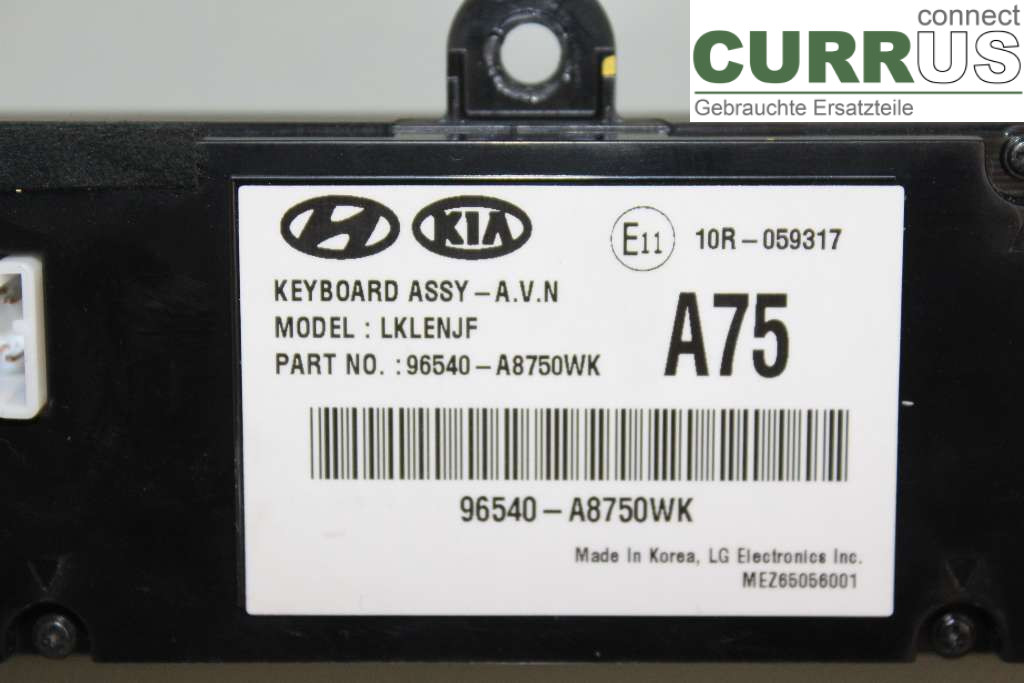 connect
CURRUS
Gebrauchte Ersatzteile
KIA
E11 10R-059317
KEYBOARD ASSY-A.V.N
MODEL : LKLENJF
PART NO. : 96540-A8750WK
A75
96540-A8750WK
Made In Korea, LG Electronics Inc.
MEZ65056001